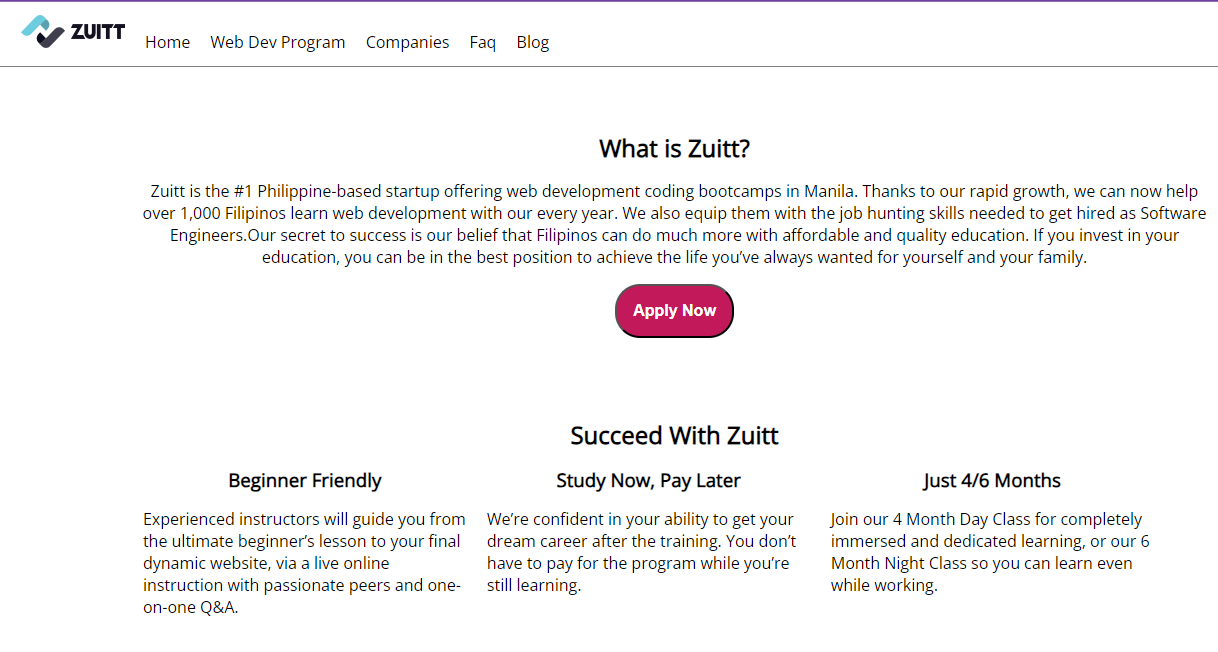 ZUITT
Home Web Dev Program Companies Faq Blog
What is Zuitt?
Zuitt is the #1 Philippine-based startup offering web development coding bootcamps in Manila. Thanks to our rapid growth, we can now help
over 1,000 Filipinos learn web development with our every year. We also equip them with the job hunting skills needed to get hired as Software
Engineers.Our secret to success is our belief that Filipinos can do much more with affordable and quality education. If you invest in your
education, you can be in the best position to achieve the life you’ve always wanted for yourself and your family.
Apply Now
Succeed With Zuitt
Beginner Friendly
Experienced instructors will guide you from
the ultimate beginner’s lesson to your final
dynamic website, via a live online
instruction with passionate peers and one-
on-one Q&A.
Study Now, Pay Later
We’re confident in your ability to get your
dream career after the training. You don’t
have to pay for the program while you’re
still learning.
Just 4/6 Months
Join our 4 Month Day Class for completely
immersed and dedicated learning, or our 6
Month Night Class so you can learn even
while working.